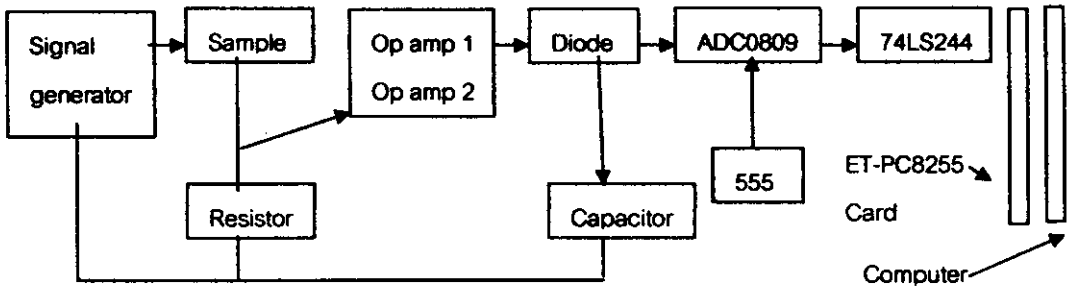 Signal
generator
Sample
Op amp 1
Op amp 2
Diode
ADC0809
74LS244
Resistor
Capacitor
555
ET-PC8255
Card
Computer